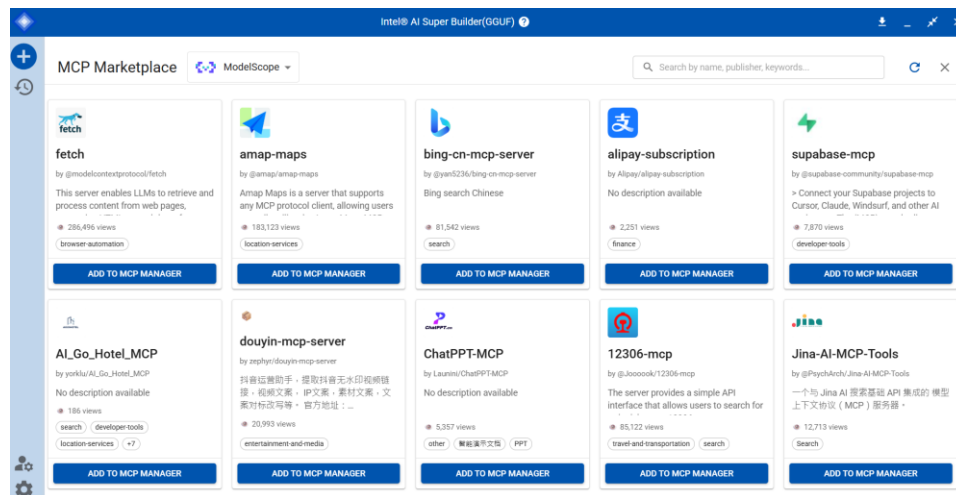 Intel® AI Super Builder(GGUF)
MCP Marketplace
ModelScope
Search by name, publisher, keywords...
fetch
fetch
by @modelcontextprotocol/fetch
This server enables LLMs to retrieve and
process content from web pages,
286,496 views
browser-automation
ADD TO MCP MANAGER
amap-maps
by @amap/amap-maps
Amap Maps is a server that supports
any MCP protocol client, allowing users
183,123 views
location-services
ADD TO MCP MANAGER
bing-cn-mcp-server
by @yan5236/bing-cn-mcp-server
Bing search Chinese
81,542 views
search
ADD TO MCP MANAGER
支
alipay-subscription
by Alipay/alipay-subscription
No description available
2,251 views
finance
ADD TO MCP MANAGER
supabase-mcp
by @supabase-community/supabase-mcp
> Connect your Supabase projects to
Cursor, Claude, Windsurf, and other AI
7,870 views
developer-tools
ADD TO MCP MANAGER
AI_Go_Hotel_MCP
by yorklu/AI_Go_Hotel_MCP
No description available
186 views
search developer-tools
location-services +7
ADD TO MCP MANAGER
douyin-mcp-server
by zephyr/douyin-mcp-server
抖音运营助手，提取抖音无水印视频链
接，视频文案， IP文案，素材文案，文
案对标改写等。 官方地址：...
20,993 views
entertainment-and-media
ADD TO MCP MANAGER
ChatPPT-MCP
by Launini/ChatPPT-MCP
No description available
5,357 views
other 智能演示文档 PPT
ADD TO MCP MANAGER
12306-mcp
by @Joooook/12306-mcp
The server provides a simple API
interface that allows users to search for
85,122 views
travel-and-transportation search
ADD TO MCP MANAGER
Jina
Jina-AI-MCP-Tools
by @PsychArch/Jina-AI-MCP-Tools
一个与 Jina AI 搜索基础 API 集成的 模型
上下文协议（MCP）服务器。
12,713 views
Search
ADD TO MCP MANAGER